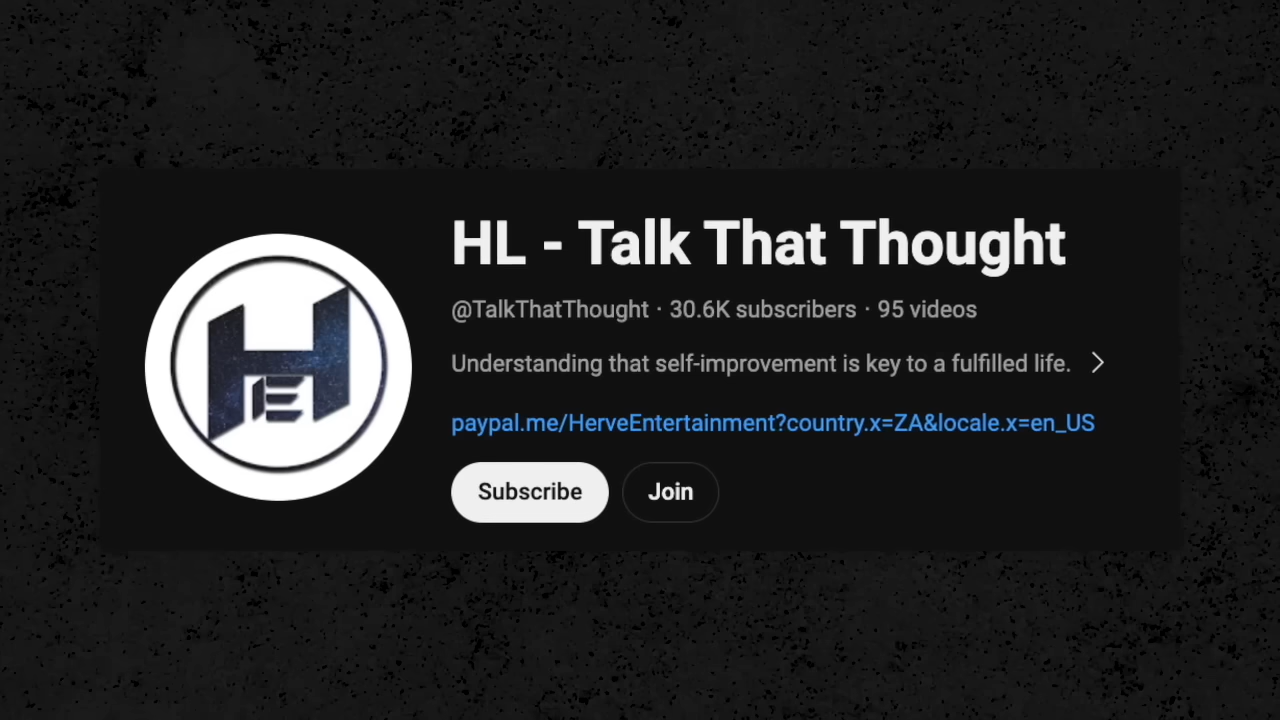 HE
HL - Talk That Thought
@TalkThatThought · 30.6K subscribers · 95 videos
Understanding that self-improvement is key to a fulfilled life.
paypal.me/HerveEntertainment?country.x=ZA&locale.x=en_US
Subscribe Join